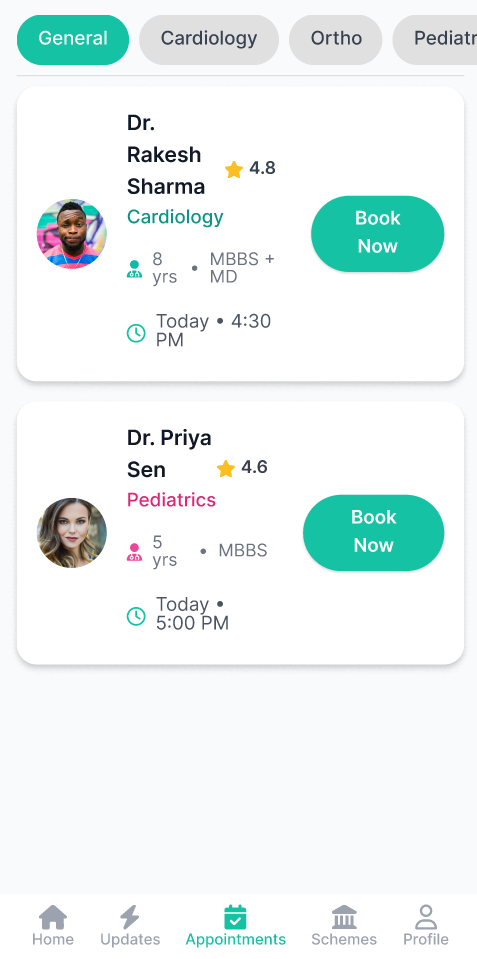 General Cardiology Ortho Pediatr
Dr.
Rakesh
Sharma
4.8
Cardiology
8
yrs
• MBBS +
MD
Today • 4:30
PM
Book
Now
Dr. Priya
Sen
4.6
Pediatrics
5
yrs
• MBBS
Today •
5:00 PM
Book
Now
Home Updates Appointments Schemes Profile